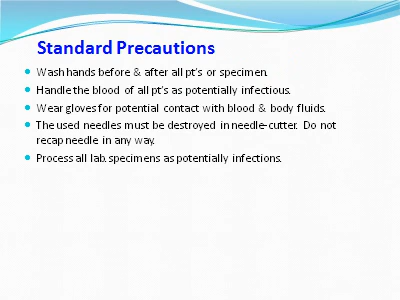 Standard Precautions
Wash hands before & after all pt's or specimen.
Handle the blood of all pt's as potentially infectious.
Wear gloves for potential contact with blood & body fluids.
The used needles must be destroyed in needle-cutter. Do not
recap needle in any way.
Process all lab. specimens as potentially infections.